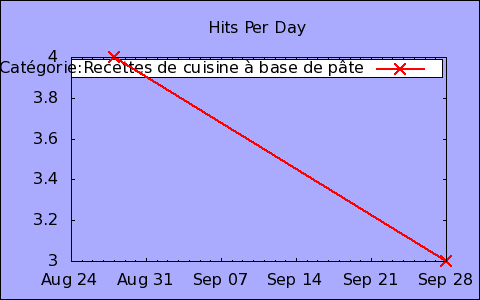 Hits Per Day
4
Catégorie:Recettes de cuisine à base de pâte
3.8
3.6
3.4
3.2
3
Aug 24 Aug 31 Sep 07 Sep 14 Sep 21 Sep 28